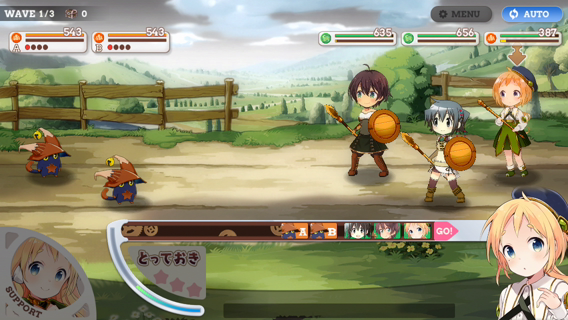 WAVE 1/3 0
MENU
AUTO
543
543
A
B
635
656
387
A
B
GO!
とっておき
SUPPORT